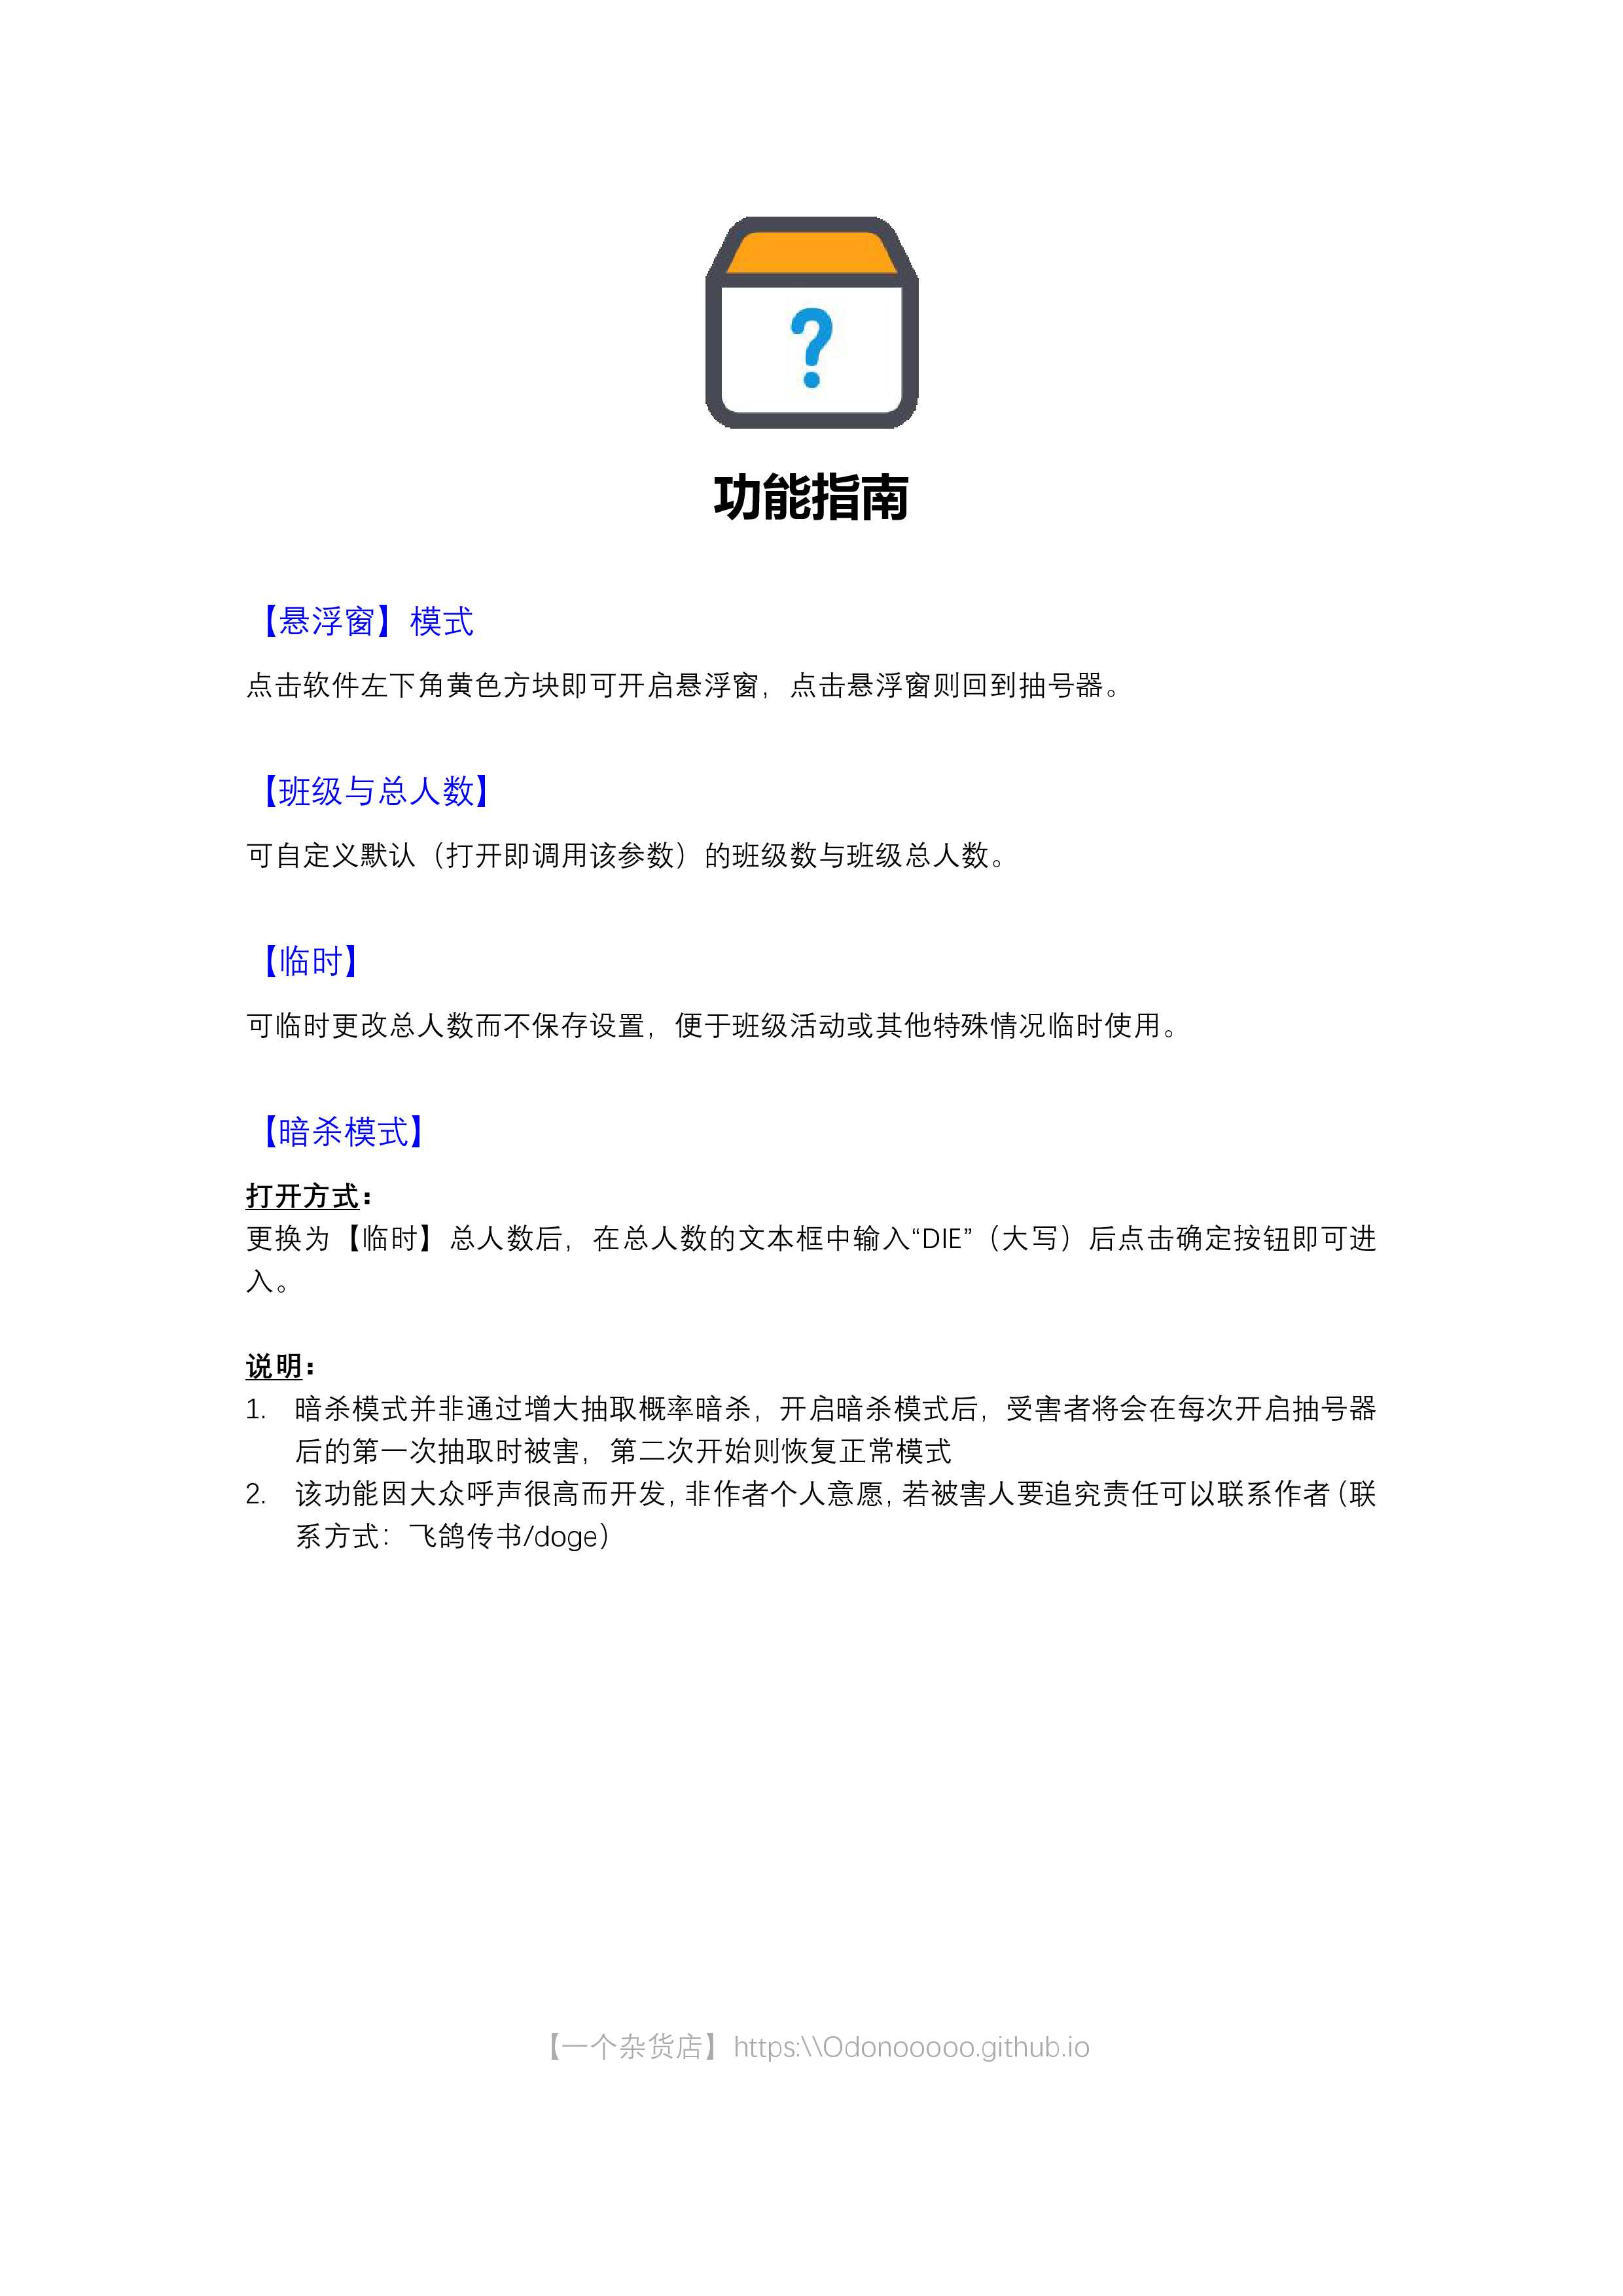 ?
功能指南
【悬浮窗】模式
点击软件左下角黄色方块即可开启悬浮窗，点击悬浮窗则回到抽号器。
【班级与总人数】
可自定义默认（打开即调用该参数）的班级数与班级总人数。
【临时】
可临时更改总人数而不保存设置，便于班级活动或其他特殊情况临时使用。
【暗杀模式】
打开方式：
更换为【临时】总人数后，在总人数的文本框中输入“DIE”（大写）后点击确定按钮即可进
入。
说明：
1. 暗杀模式并非通过增大抽取概率暗杀，开启暗杀模式后，受害者将会在每次开启抽号器
后的第一次抽取时被害，第二次开始则恢复正常模式
2. 该功能因大众呼声很高而开发，非作者个人意愿，若被害人要追究责任可以联系作者（联
系方式：飞鸽传书/doge）
【一个杂货店】https:\\Odonooooo.github.io